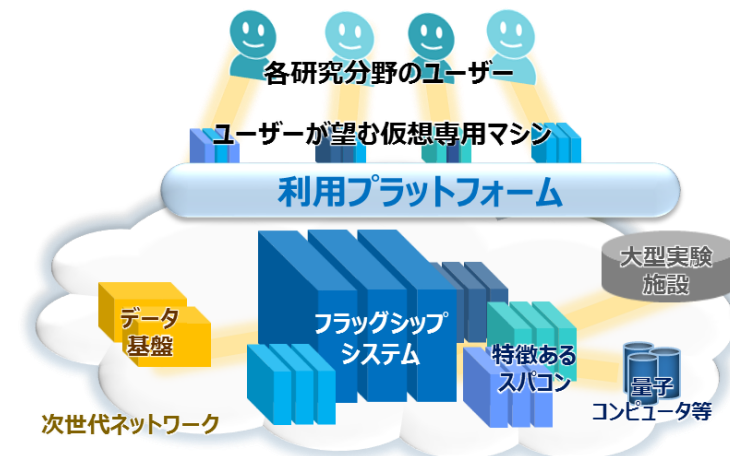 各研究分野のユーザー
ユーザーが望む仮想専用マシン
利用プラットフォーム
大型実験
施設
データ
基盤
フラッグシップ
システム
特徴ある
スパコン
量子
コンピュータ等
次世代ネットワーク